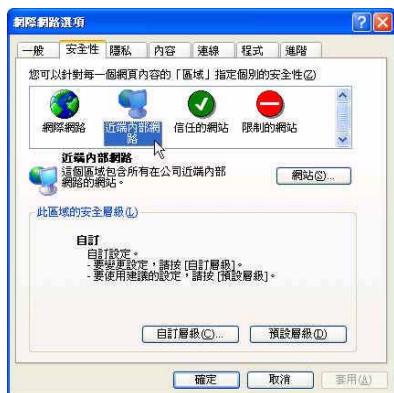 網際網路選項
一般 安全性 隱私 內容 連線 程式 進階
您可以針對每一個網頁內容的「區域」指定個別的安全性(Z)
網際網路 近端內部網路 信任的網站 限制的網站
近端內部網路
這個區域包含所有在公司近端內部
網路的網站。
網站(S)...
此區域的安全層級(L)
自訂
自訂設定。
- 要變更設定，請按 [自訂層級]。
- 要使用建議的設定，請按 [預設層級]。
自訂層級(C)... 預設層級(D)
確定 取消 套用(A)